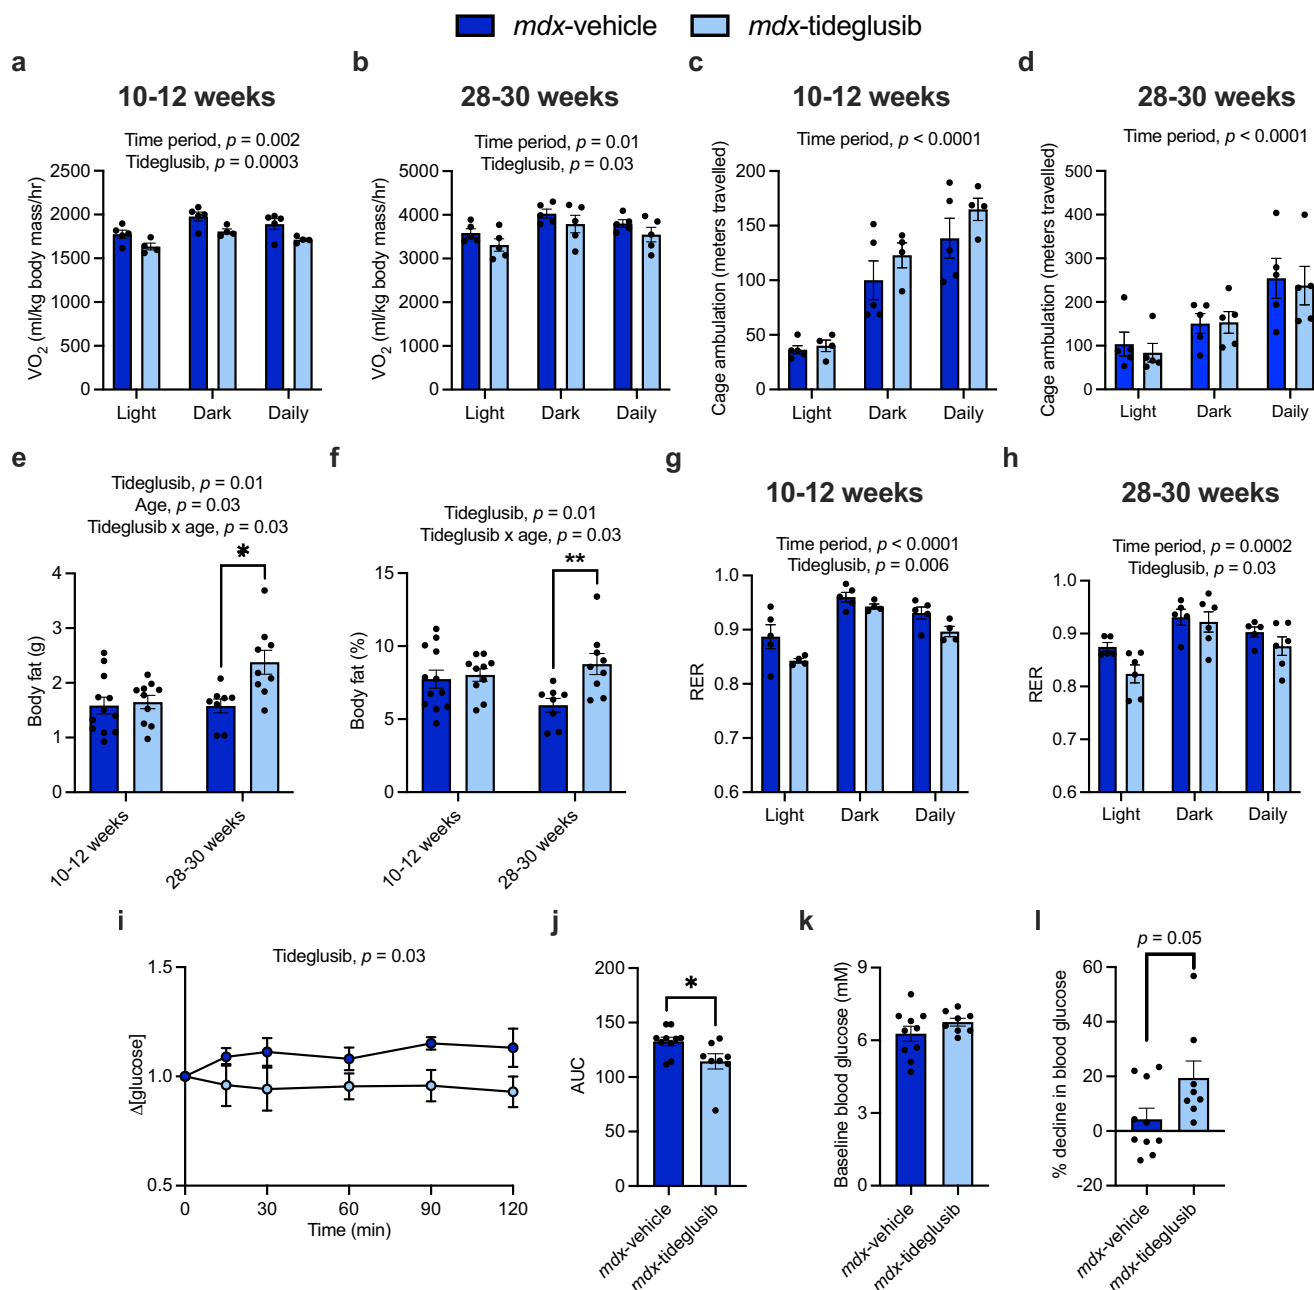 mdx-vehicle mdx-tideglusib
a
10-12 weeks
Time period, p = 0.002
Tideglusib, p = 0.0003
VO2 (ml/kg body mass/hr)
2500
2000
1500
1000
500
0
Light Dark Daily
b
28-30 weeks
Time period, p = 0.01
Tideglusib, p = 0.03
VO2 (ml/kg body mass/hr)
5000
4000
3000
2000
1000
0
Light Dark Daily
c
10-12 weeks
Time period, p < 0.0001
Cage ambulation (meters travelled)
200
150
100
50
0
Light Dark Daily
d
28-30 weeks
Time period, p < 0.0001
Cage ambulation (meters travelled)
500
400
300
200
100
0
Light Dark Daily
e
Tideglusib, p = 0.01
Age, p = 0.03
Tideglusib x age, p = 0.03
*
Body fat (g)
4
3
2
1
0
10-12 weeks 28-30 weeks
f
Tideglusib, p = 0.01
Tideglusib x age, p = 0.03
**
Body fat (%)
15
10
5
0
10-12 weeks 28-30 weeks
g
10-12 weeks
Time period, p < 0.0001
Tideglusib, p = 0.006
RER
1.0
0.9
0.8
0.7
0.6
Light Dark Daily
h
28-30 weeks
Time period, p = 0.0002
Tideglusib, p = 0.03
RER
1.0
0.9
0.8
0.7
0.6
Light Dark Daily
i
Tideglusib, p = 0.03
Δ[glucose]
1.5
1.0
0.5
0 30 60 90 120
Time (min)
j
*
AUC
200
150
100
50
0
mdx-vehicle mdx-tideglusib
k
Baseline blood glucose (mM)
9
6
3
0
mdx-vehicle mdx-tideglusib
l
p = 0.05
% decline in blood glucose
60
40
20
0
-20
mdx-vehicle mdx-tideglusib